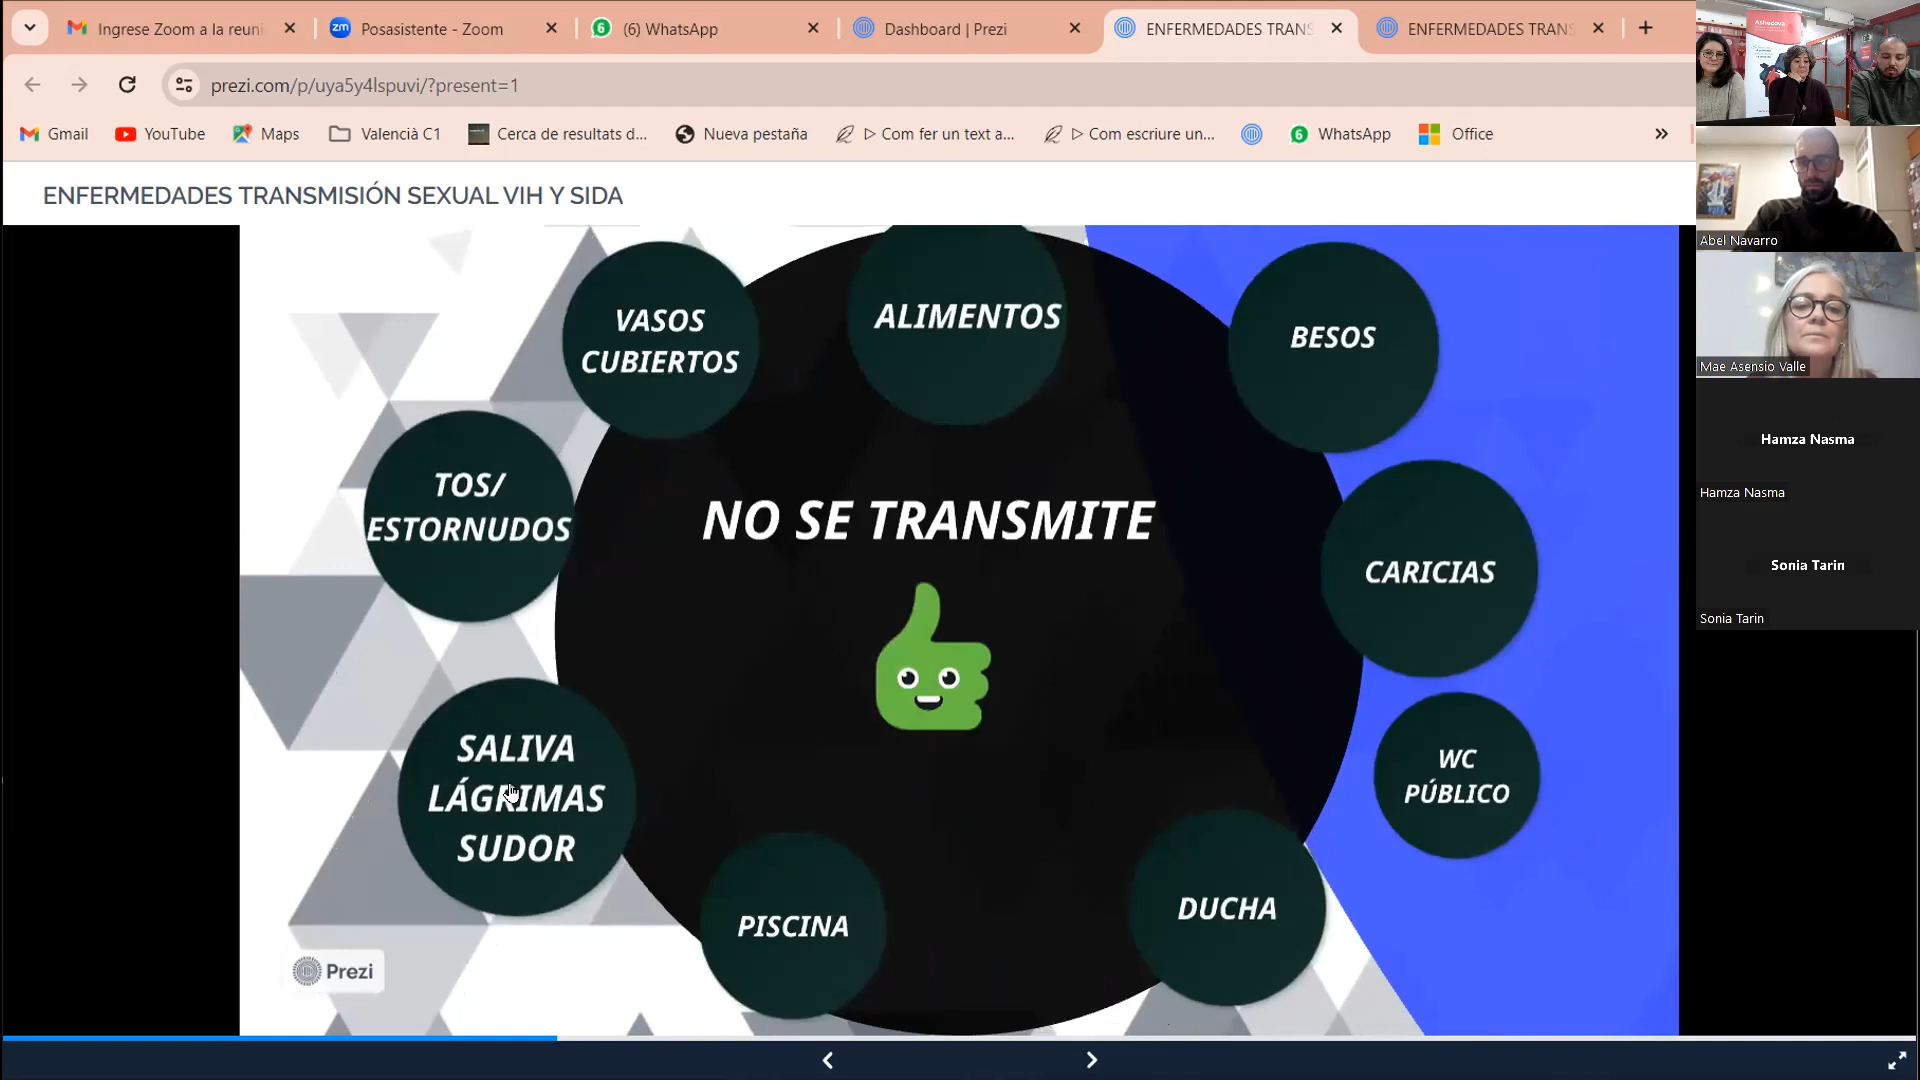 Ingrese Zoom a la reuni
Posasistente - Zoom
(6) WhatsApp
Dashboard | Prezi
ENFERMEDADES TRANS
ENFERMEDADES TRANS
prezi.com/p/uya5y4lspuvi/?present=1
Gmail
YouTube
Maps
Valencià C1
Cerca de resultats d...
Nueva pestaña
▷ Com fer un text a...
▷ Com escriure un...
WhatsApp
Office
ENFERMEDADES TRANSMISIÓN SEXUAL VIH Y SIDA
VASOS
CUBIERTOS
ALIMENTOS
BESOS
TOS/
ESTORNUDOS
NO SE TRANSMITE
CARICIAS
SALIVA
LÁGRIMAS
SUDOR
WC
PÚBLICO
PISCINA
DUCHA
Prezi
Ashecova
Abel Navarro
Mae Asensio Valle
Hamza Nasma
Hamza Nasma
Sonia Tarin
Sonia Tarin